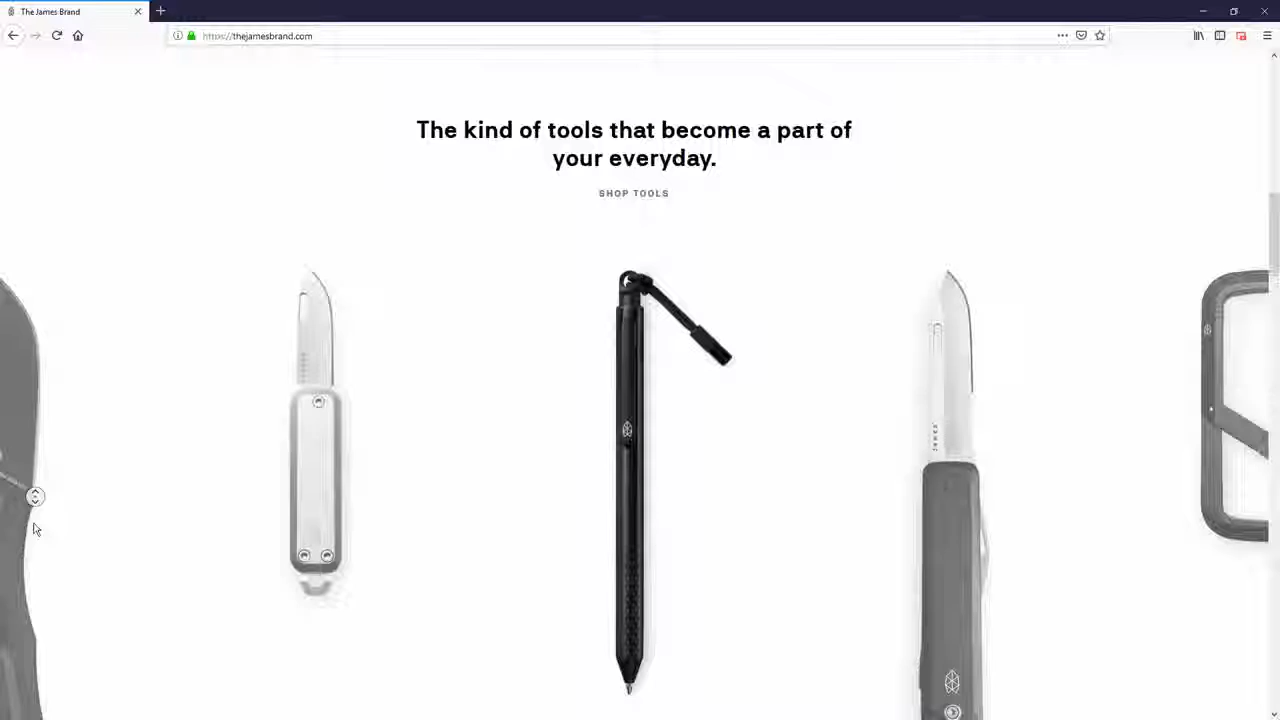 The James Brand
https://thejamesbrand.com
The kind of tools that become a part of
your everyday.
SHOP TOOLS